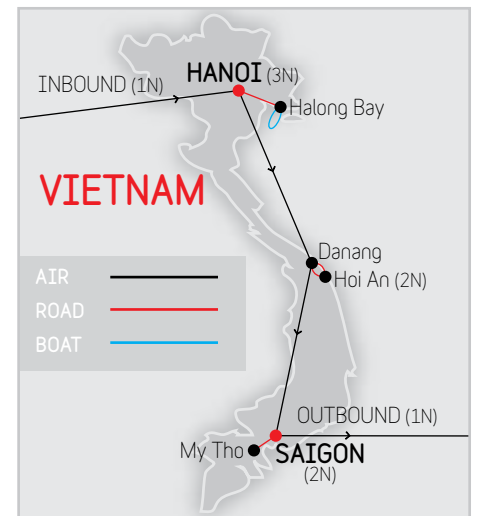 HANOI (3N)
INBOUND (1N)
Halong Bay
VIETNAM
Danang
Hoi An (2N)
AIR
ROAD
BOAT
OUTBOUND (1N)
My Tho
SAIGON
(2N)